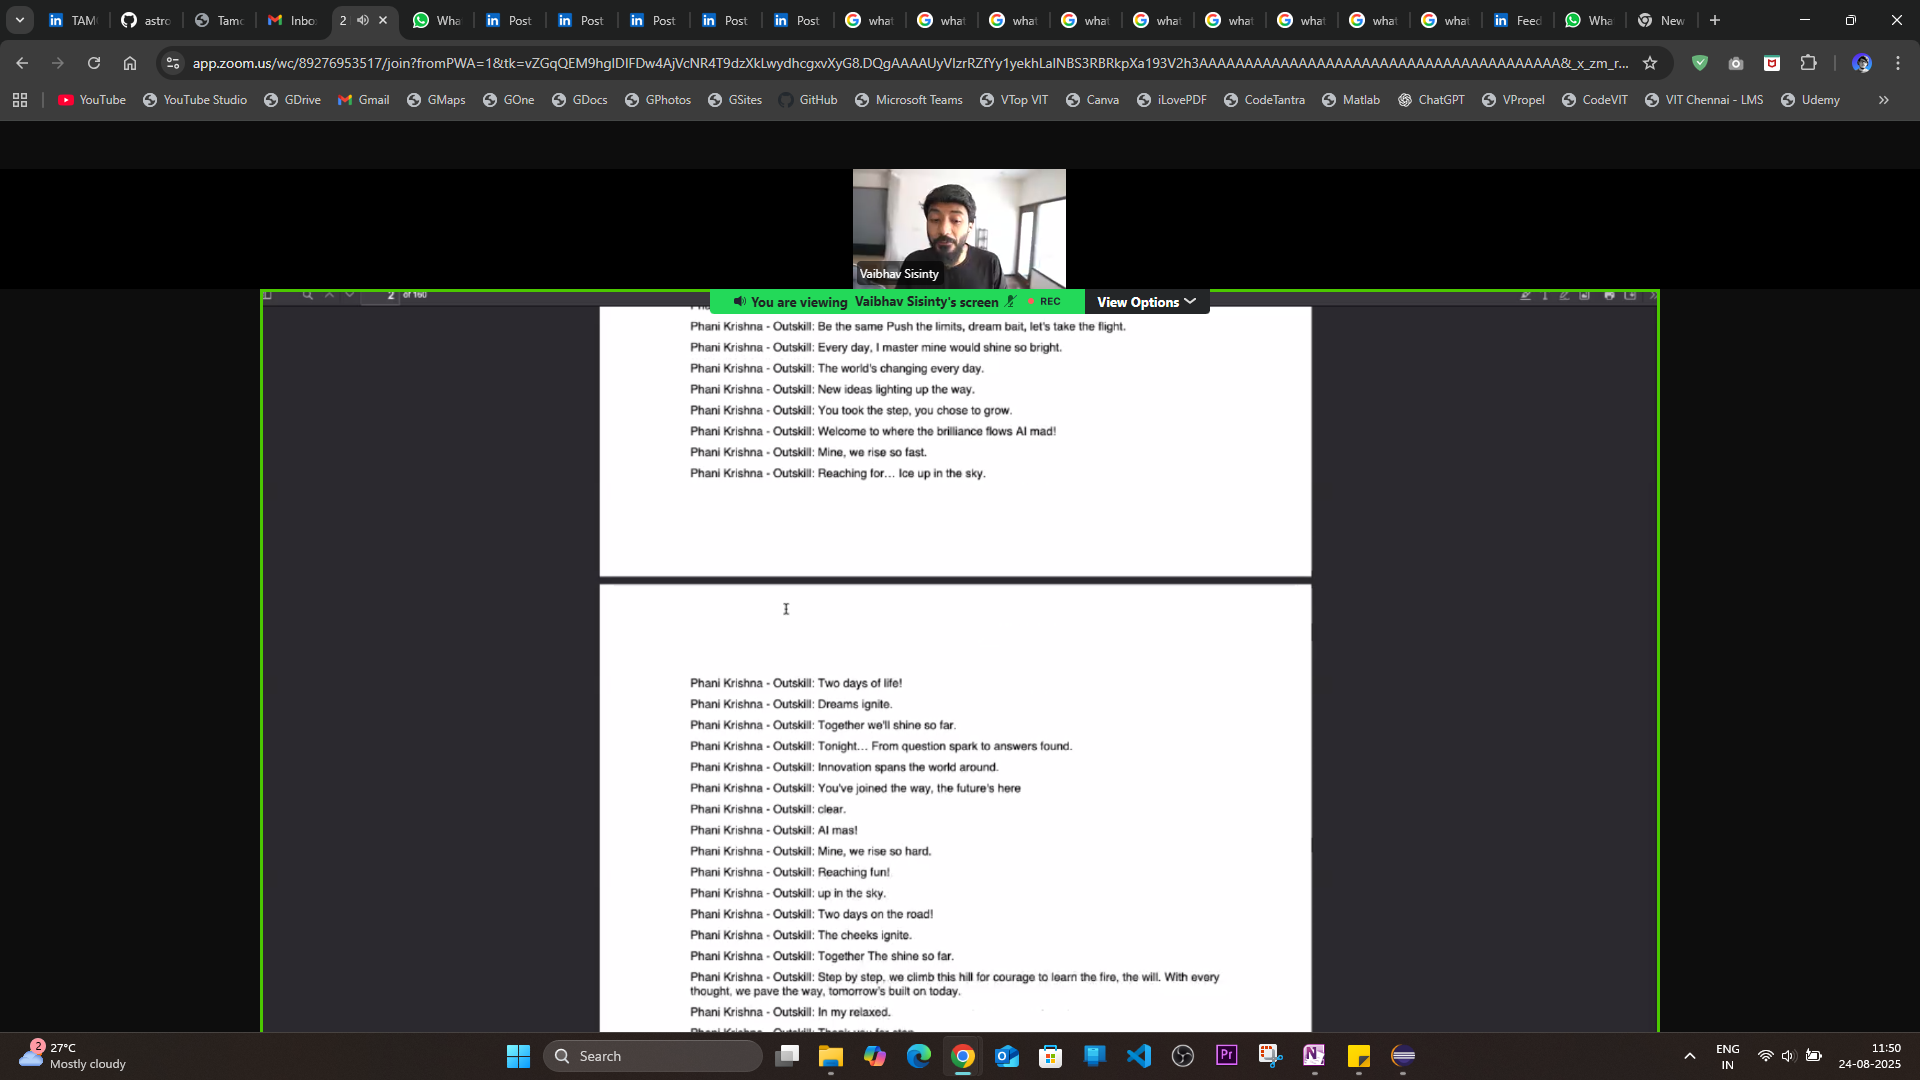 TAM
astro
Tamc
Inbo
2
Wha
Post
Post
Post
Post
Post
what
what
what
what
what
what
what
what
what
Feed
Wha
New
app.zoom.us/wc/89276953517/join?fromPWA=1&tk=
YouTube
YouTube Studio
GDrive
Gmail
GMaps
GOne
GDocs
GPhotos
GSites
GitHub
Microsoft Teams
VTop VIT
Canva
iLovePDF
CodeTantra
Matlab
ChatGPT
VPropel
CodeVIT
VIT Chennai - LMS
Udemy
Vaibhav Sisinty
2 of 160
You are viewing Vaibhav Sisinty's screen REC View Options
Phani Krishna - Outskill: Be the same Push the limits, dream bait, let's take the flight.
Phani Krishna - Outskill: Every day, I master mine would shine so bright.
Phani Krishna - Outskill: The world's changing every day.
Phani Krishna - Outskill: New ideas lighting up the way.
Phani Krishna - Outskill: You took the step, you chose to grow.
Phani Krishna - Outskill: Welcome to where the brilliance flows AI mad!
Phani Krishna - Outskill: Mine, we rise so fast.
Phani Krishna - Outskill: Reaching for... Ice up in the sky.
Phani Krishna - Outskill: Two days of life!
Phani Krishna - Outskill: Dreams ignite.
Phani Krishna - Outskill: Together we'll shine so far.
Phani Krishna - Outskill: Tonight... From question spark to answers found.
Phani Krishna - Outskill: Innovation spans the world around.
Phani Krishna - Outskill: You've joined the way, the future's here
Phani Krishna - Outskill: clear.
Phani Krishna - Outskill: AI mas!
Phani Krishna - Outskill: Mine, we rise so hard.
Phani Krishna - Outskill: Reaching fun!
Phani Krishna - Outskill: up in the sky.
Phani Krishna - Outskill: Two days on the road!
Phani Krishna - Outskill: The cheeks ignite.
Phani Krishna - Outskill: Together The shine so far.
Phani Krishna - Outskill: Step by step, we climb this hill for courage to learn the fire, the will. With every
thought, we pave the way, tomorrow's built on today.
Phani Krishna - Outskill: In my relaxed.
2
27°C
Mostly cloudy
Search
ENG
IN
11:50
24-08-2025